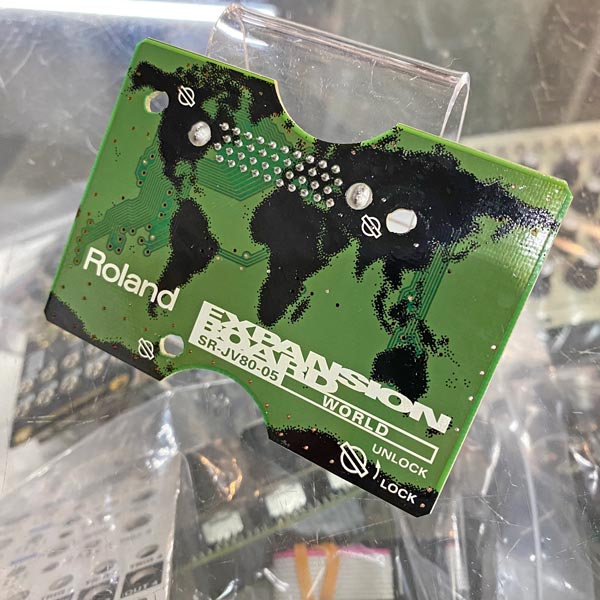 Roland
EXPANSION
BOARD
SR-JV80-05
WORLD
UNLOCK
LOCK